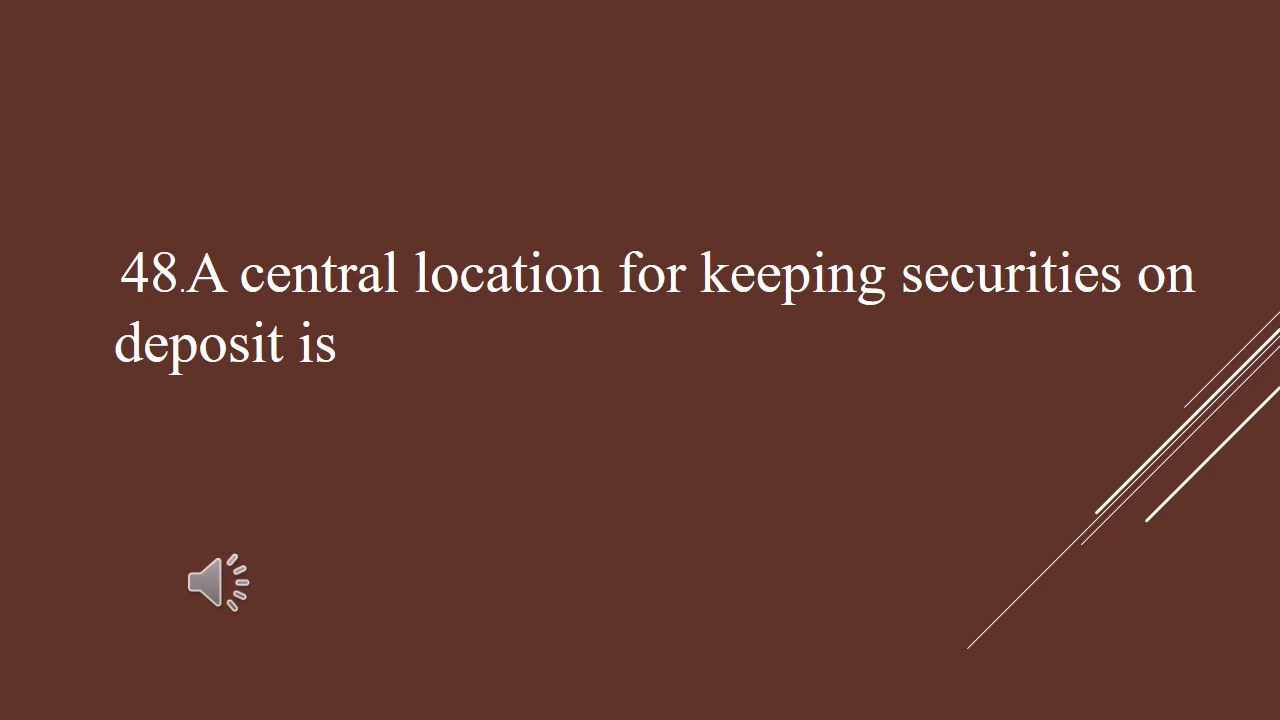 48.A central location for keeping securities on
deposit is